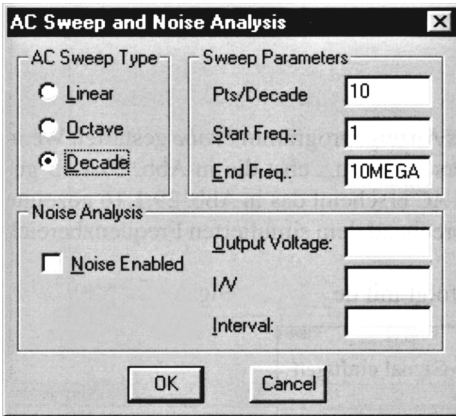 AC Sweep and Noise Analysis
AC Sweep Type
Linear
Octave
Decade
Sweep Parameters
Pts/Decade 10
Start Freq.: 1
End Freq.: 10MEGA
Noise Analysis
Noise Enabled
Output Voltage:
I/V
Interval:
OK Cancel